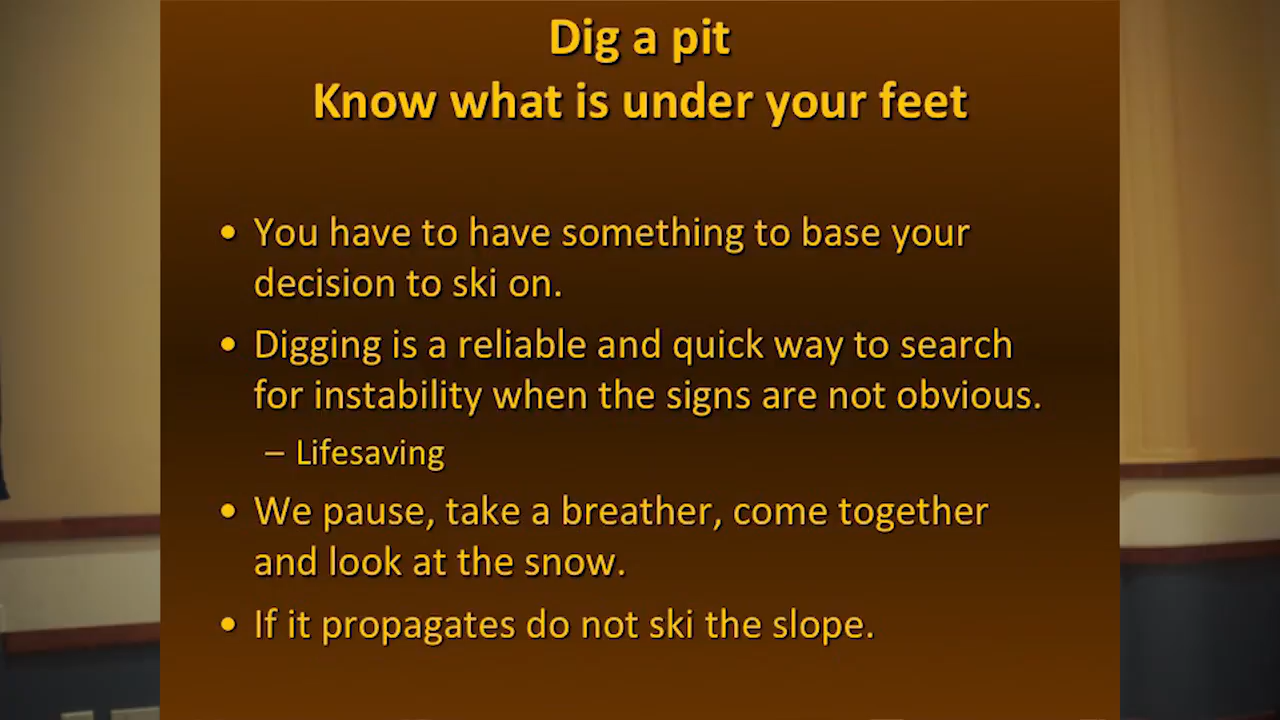 Dig a pit
Know what is under your feet
• You have to have something to base your
decision to ski on.
• Digging is a reliable and quick way to search
for instability when the signs are not obvious.
– Lifesaving
• We pause, take a breather, come together
and look at the snow.
• If it propagates do not ski the slope.